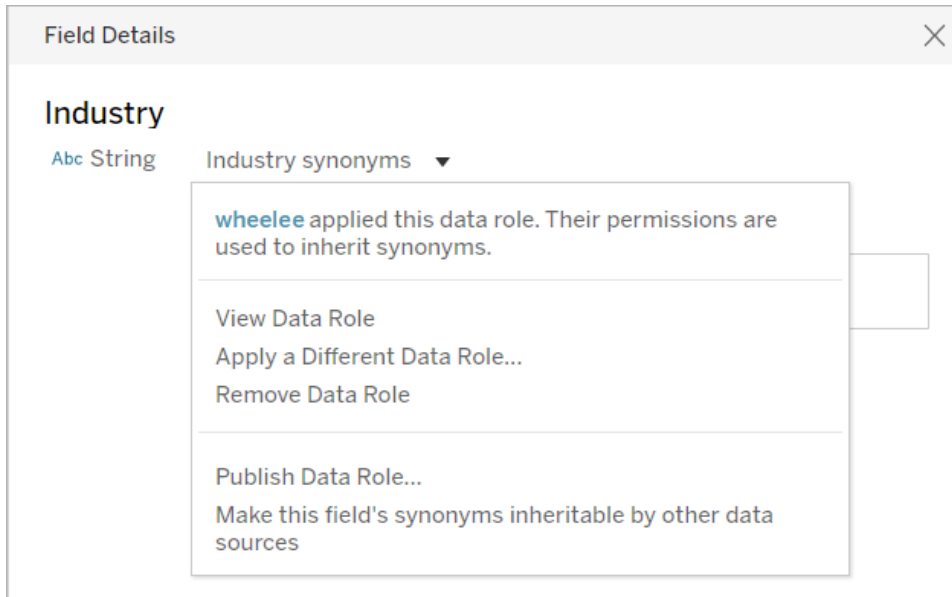 Field Details
Industry
Abc String Industry synonyms
wheelee applied this data role. Their permissions are
used to inherit synonyms.
View Data Role
Apply a Different Data Role...
Remove Data Role
Publish Data Role...
Make this field's synonyms inheritable by other data
sources